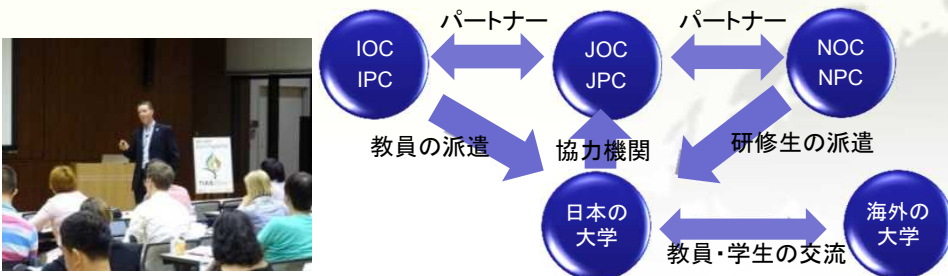 パートナー
パートナー
IOC
IPC
JOC
JPC
NOC
NPC
教員の派遣
協力機関
研修生の派遣
日本の
大学
海外の
大学
教員・学生の交流